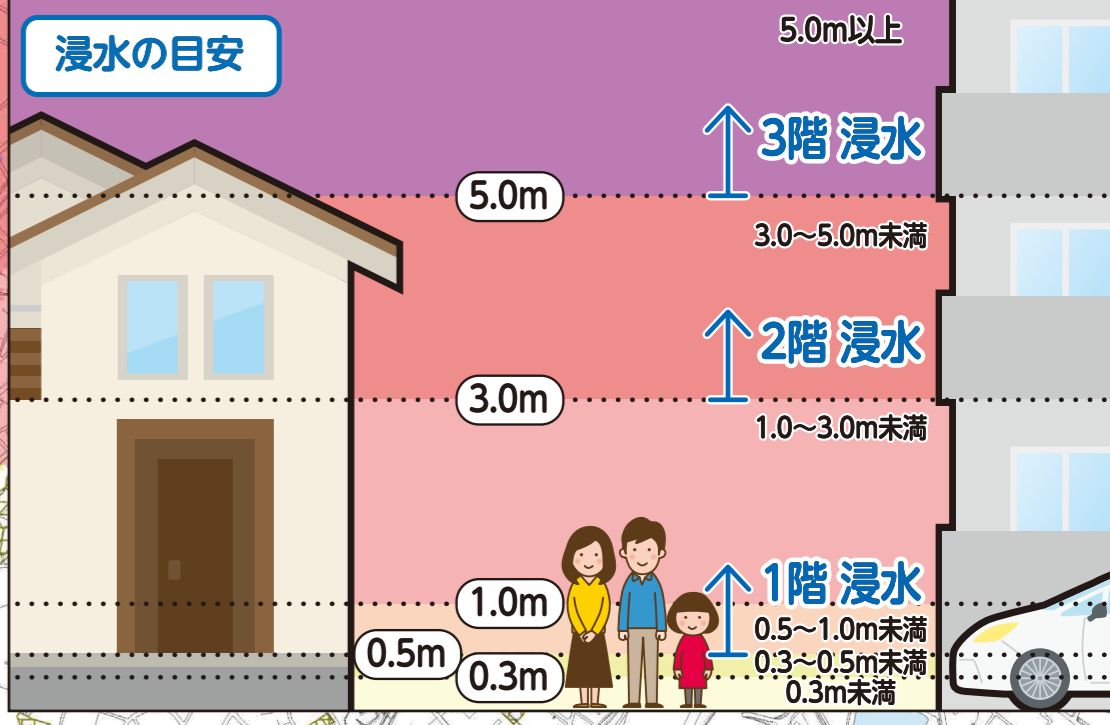 浸水の目安
5.0m以上
3階 浸水
5.0m
3.0～5.0m未満
2階 浸水
3.0m
1.0～3.0m未満
1階 浸水
1.0m
0.5～1.0m未満
0.5m
0.3～0.5m未満
0.3m
0.3m未満